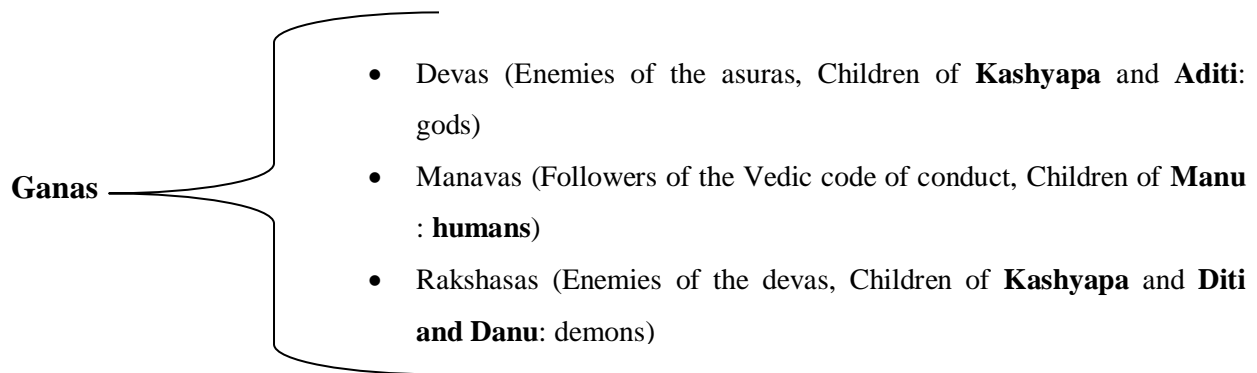 • Devas (Enemies of the asuras, Children of Kashyapa and Aditi:
gods)
Ganas
• Manavas (Followers of the Vedic code of conduct, Children of Manu
: humans)
• Rakshasas (Enemies of the devas, Children of Kashyapa and Diti
and Danu: demons)